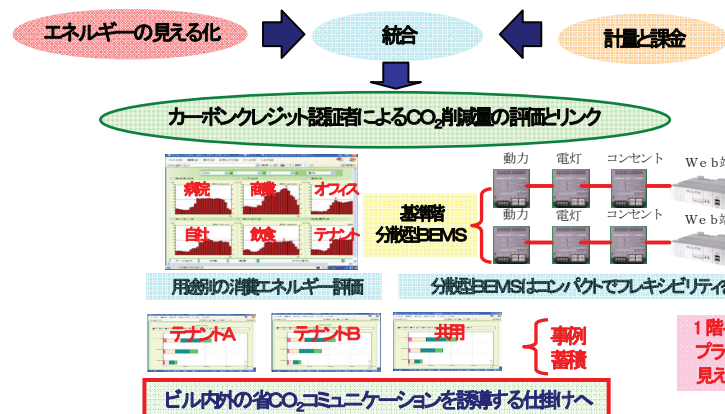 エネルギーの見える化
統合
計量と課金
カーボンクレジット認証者によるCO₂削減量の評価とリンク
病院
商業
オフィス
自社
飲食
テナント
基準階
分散型BEMS
動力
電灯
コンセント
Web端
動力
電灯
コンセント
Web端
用途別の消費エネルギー評価
分散型BEMSはコンパクトでフレキシビリティを
テナントA
テナントB
共用
事例
蓄積
1階
プラ
見え
ビル内外の省CO₂コミュニケーションを誘導する仕掛けへ